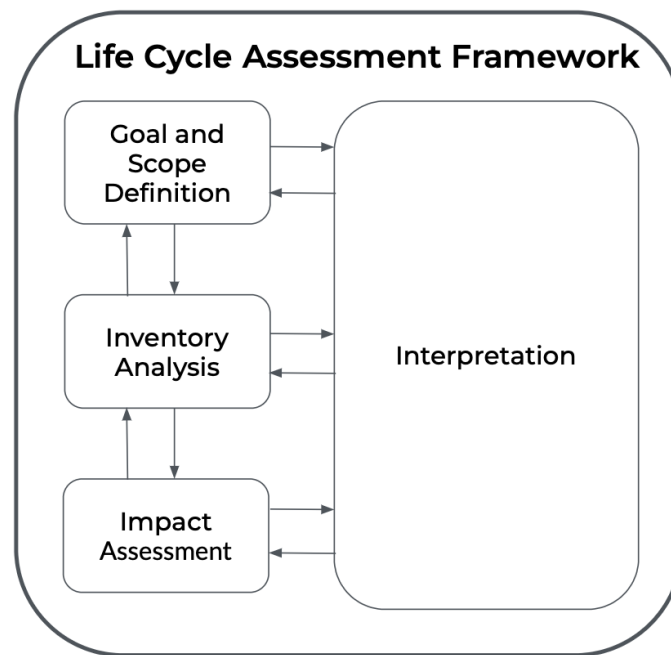 Life Cycle Assessment Framework
Goal and
Scope
Definition
Inventory
Analysis
Interpretation
Impact
Assessment